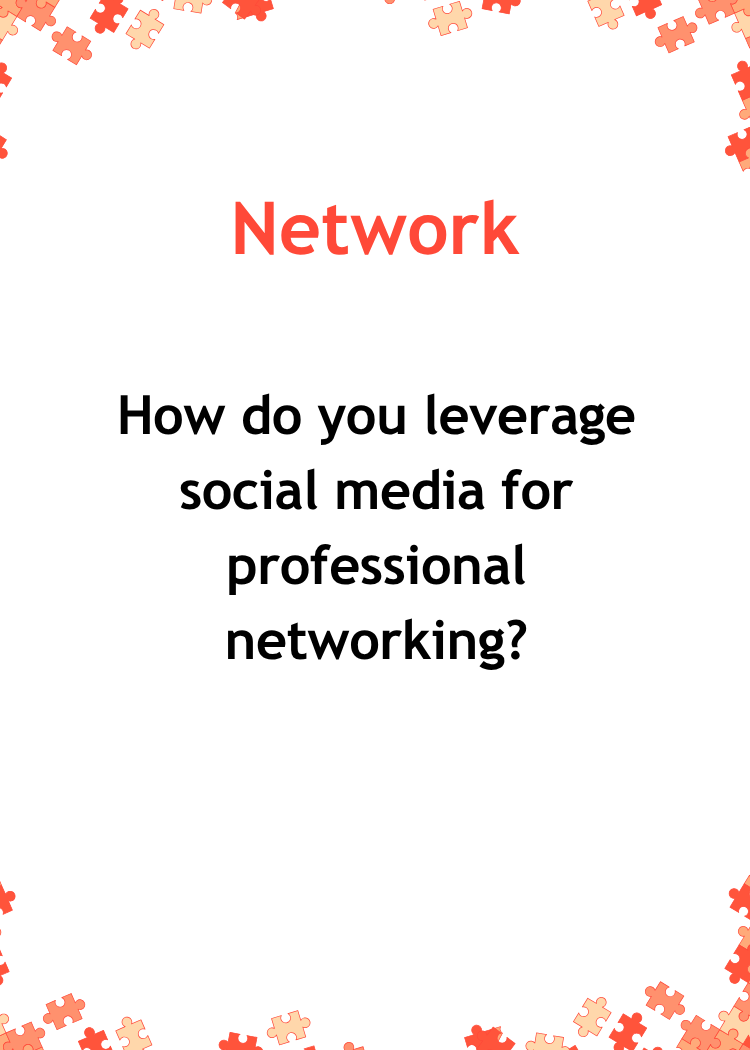 Network
How do you leverage
social media for
professional
networking?